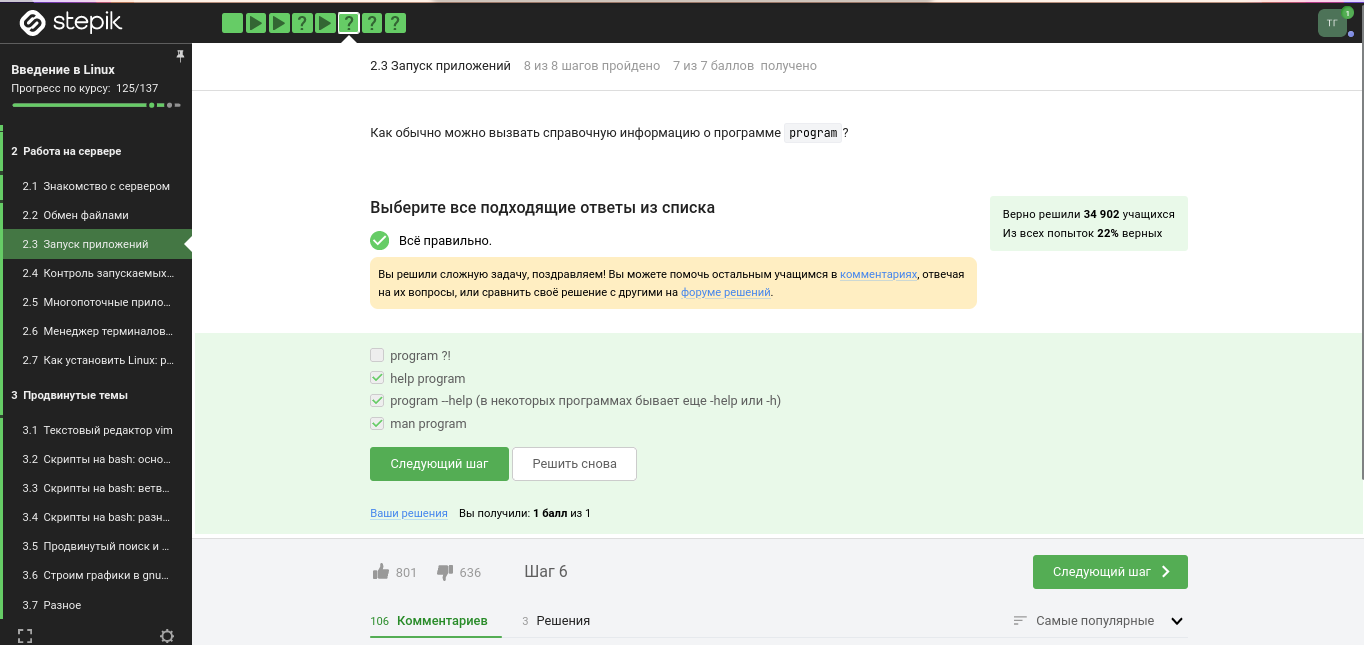 stepik
? ? ? ?
ТГ
1
Введение в Linux
Прогресс по курсу: 125/137
2 Работа на сервере
2.1 Знакомство с сервером
2.2 Обмен файлами
2.3 Запуск приложений
2.4 Контроль запускаемых...
2.5 Многопоточные прило...
2.6 Менеджер терминалов...
2.7 Как установить Linux: р...
3 Продвинутые темы
3.1 Текстовый редактор vim
3.2 Скрипты на bash: осно...
3.3 Скрипты на bash: ветв...
3.4 Скрипты на bash: разн...
3.5 Продвинутый поиск и ...
3.6 Строим графики в gnu...
3.7 Разное
2.3 Запуск приложений 8 из 8 шагов пройдено 7 из 7 баллов получено
Как обычно можно вызвать справочную информацию о программе program ?
Выберите все подходящие ответы из списка
Всё правильно.
Вы решили сложную задачу, поздравляем! Вы можете помочь остальным учащимся в комментариях, отвечая
на их вопросы, или сравнить своё решение с другими на форуме решений.
Верно решили 34 902 учащихся
Из всех попыток 22% верных
program ?!
help program
program --help (в некоторых программах бывает еще -help или -h)
man program
Следующий шаг Решить снова
Ваши решения Вы получили: 1 балл из 1
801 636 Шаг 6 Следующий шаг
106 Комментариев 3 Решения Самые популярные